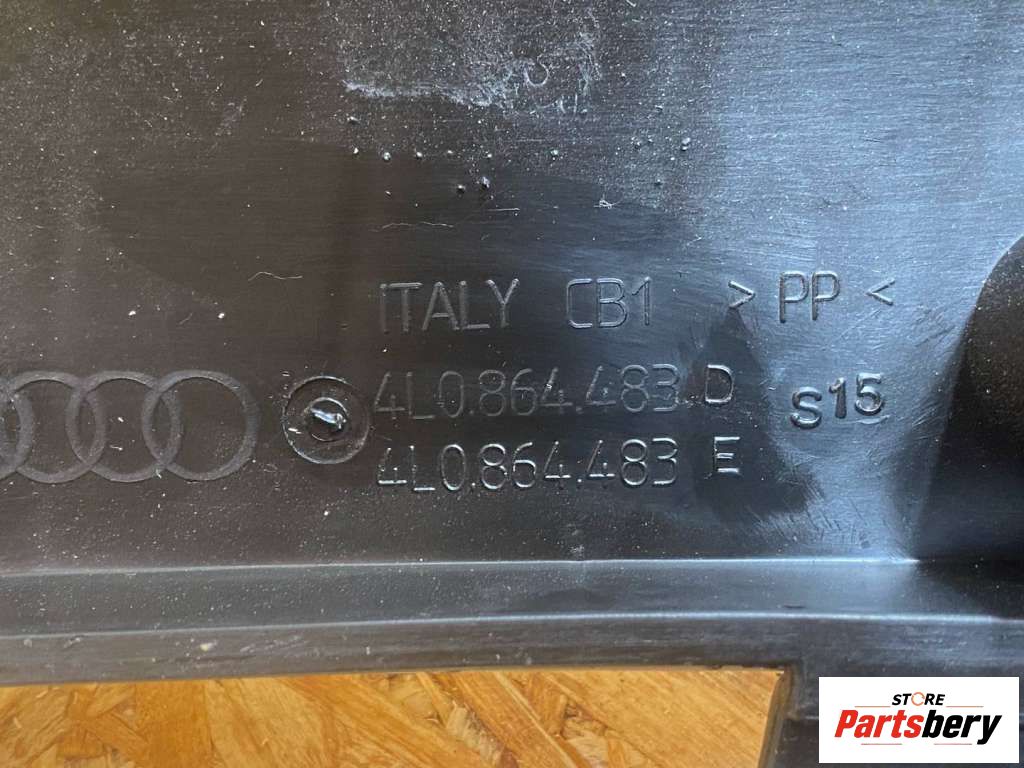 ITALY CB1 > PP <
4L0.864.483 D
S15
4L0.864.483 E
STORE
Partsbery